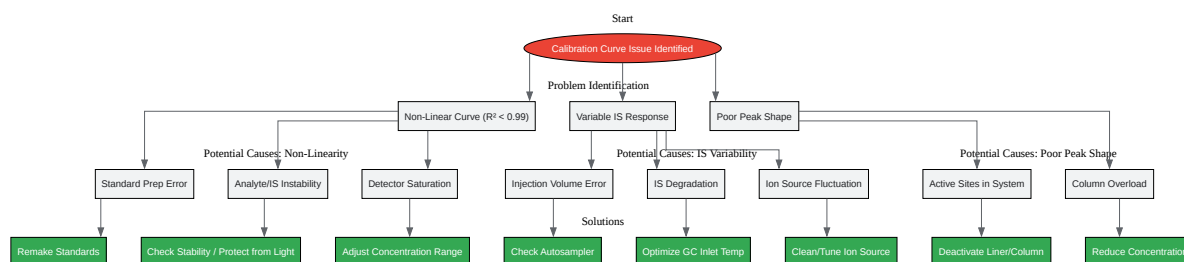 Start
Calibration Curve Issue Identified
Problem Identification
Non-Linear Curve (R² < 0.99)
Variable IS Response
Poor Peak Shape
Potential Causes: Non-Linearity
Potential Causes: IS Variability
Potential Causes: Poor Peak Shape
Standard Prep Error
Analyte/IS Instability
Detector Saturation
Injection Volume Error
IS Degradation
Ion Source Fluctuation
Active Sites in System
Column Overload
Solutions
Remake Standards
Check Stability / Protect from Light
Adjust Concentration Range
Check Autosampler
Optimize GC Inlet Temp
Clean/Tune Ion Source
Deactivate Liner/Column
Reduce Concentration